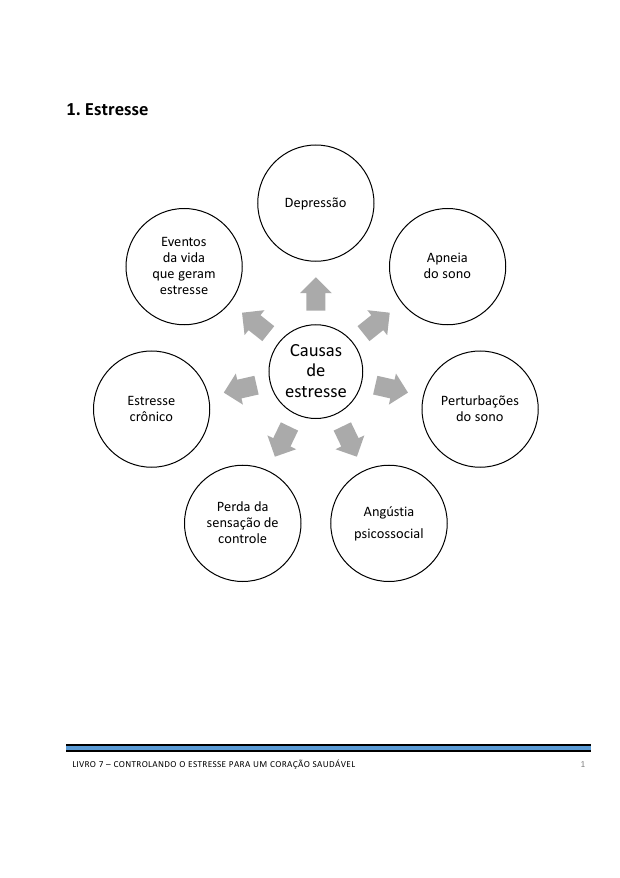 1. Estresse
Depressão
Apneia
do sono
Perturbações
do sono
Angústia
psicossocial
Perda da
sensação de
controle
Estresse
crônico
Eventos
da vida
que geram
estresse
Causas
de
estresse
LIVRO 7 – CONTROLANDO O ESTRESSE PARA UM CORAÇÃO SAUDÁVEL
1